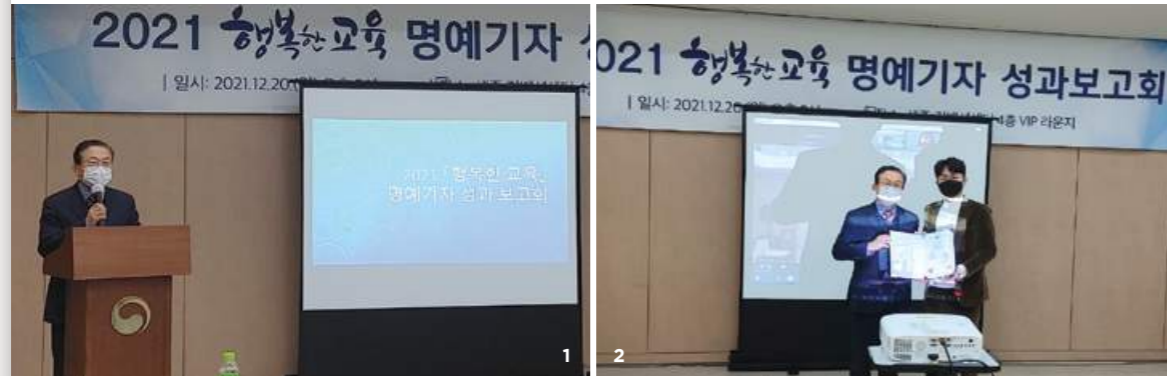 2021 행복한교육 명예기자
| 일시: 2021.12.20.
2021 「행복한 교육」
명예기자 성과 보고회
1
021 행복한교육 명예기자 성과보고회
| 일시: 2021.12.20
4층 VIP 라운지
2